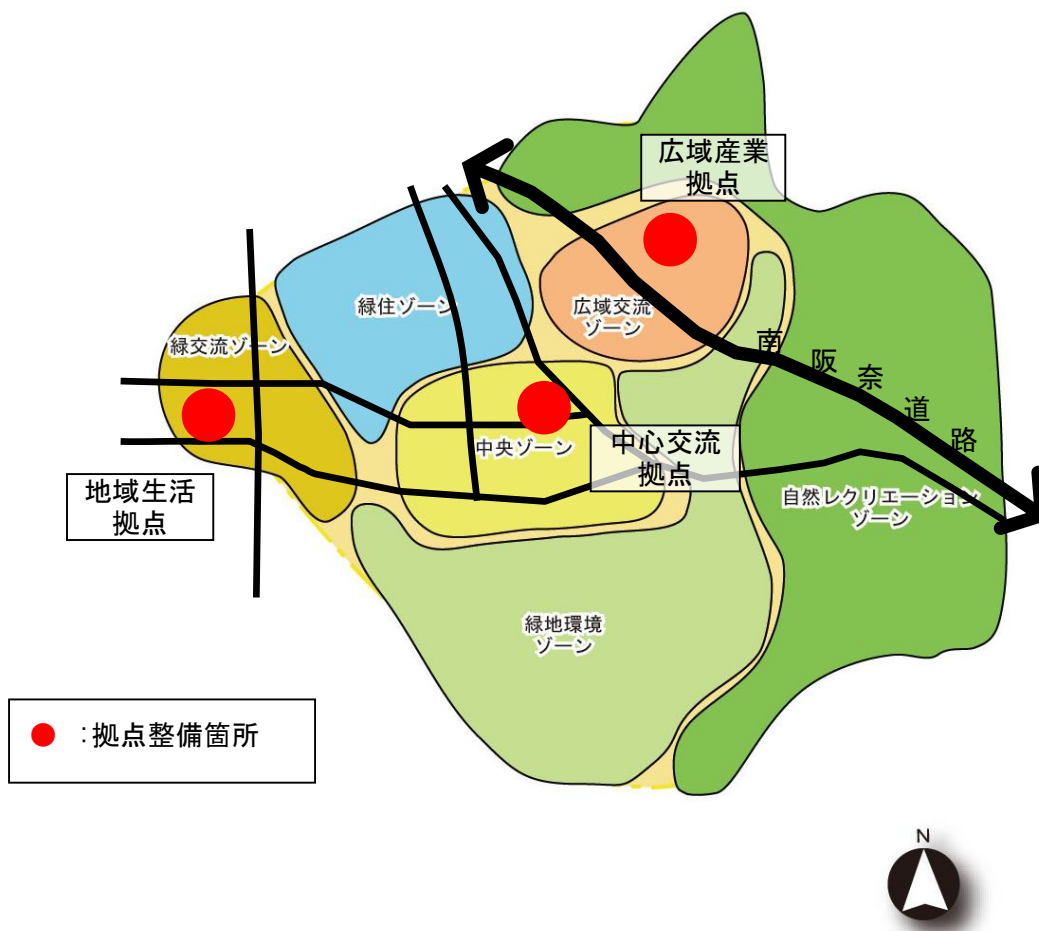 広域産業
拠点
緑住ゾーン
広域交流
ゾーン
緑交流ゾーン
南阪奈道路
中央ゾーン
中心交流
拠点
地域生活
拠点
自然レクリエーション
ゾーン
緑地環境
ゾーン
：拠点整備箇所
N